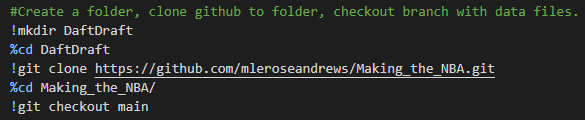 #Create a folder, clone github to folder, checkout branch with data files.
!mkdir DaftDraft
%cd DaftDraft
!git clone https://github.com/mleroseandrews/Making_the_NBA.git
%cd Making_the_NBA/
!git checkout main